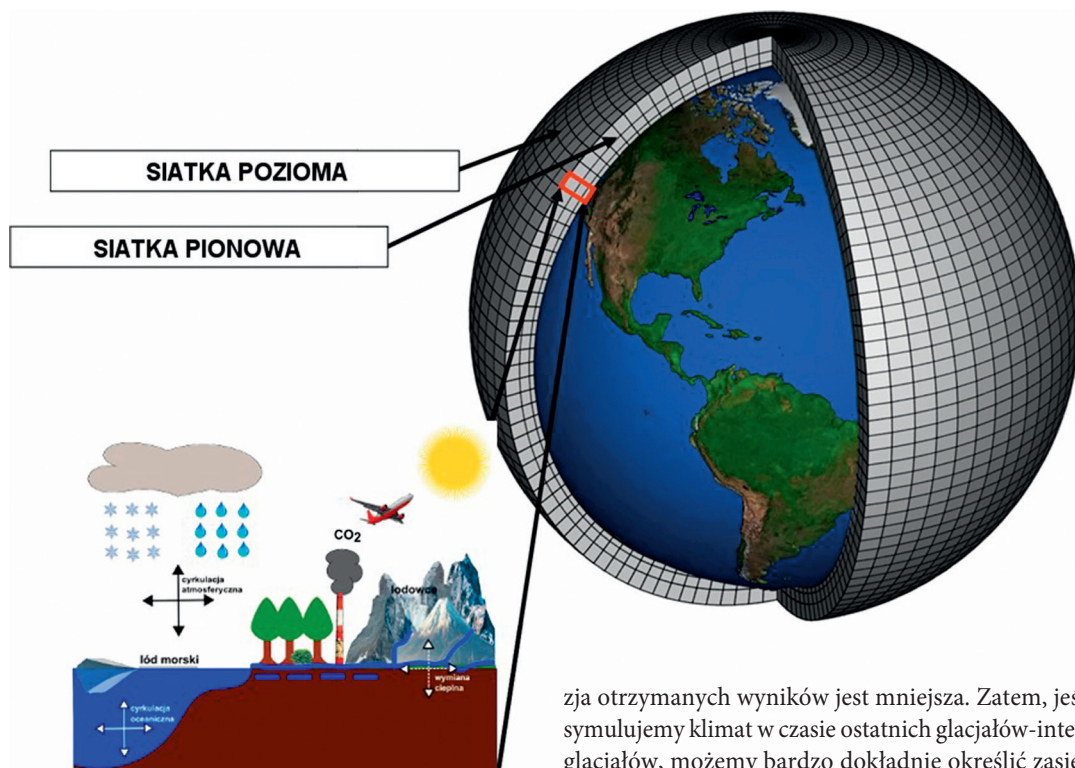 SIATKA POZIOMA
SIATKA PIONOWA
CO2
cyrkulacja
atmosferyczna
lodowce
lód morski
wymiana
cieplna
cyrkulacja
oceaniczna
zja otrzymanych wyników jest mniejsza. Zatem, jeś
symulujemy klimat w czasie ostatnich glacjałów-inte
glacjałów, możemy bardzo dokładnie określić zasię